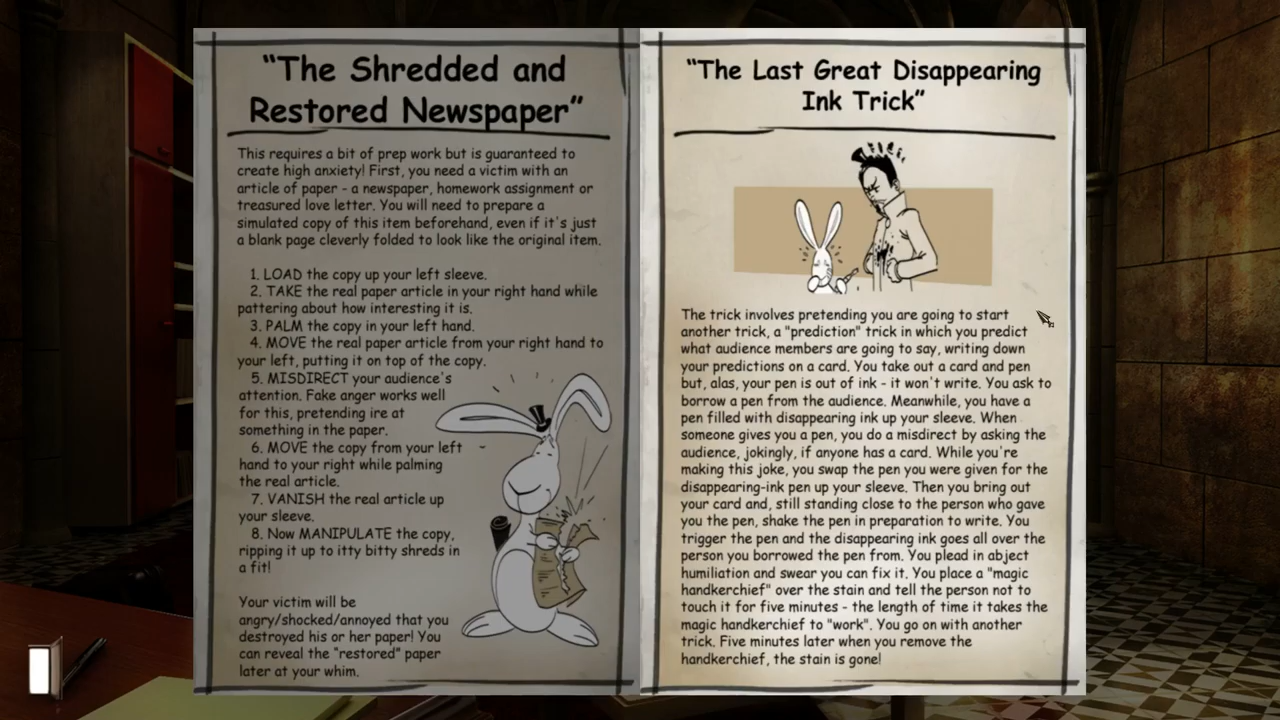 “The Shredded and
Restored Newspaper”
This requires a bit of prep work but is guaranteed to
create high anxiety! First, you need a victim with an
article of paper - a newspaper, homework assignment or
treasured love letter. You will need to prepare a
simulated copy of this item beforehand, even if it's just
a blank page cleverly folded to look like the original item.
1. LOAD the copy up your left sleeve.
2. TAKE the real paper article in your right hand while
pattering about how interesting it is.
3. PALM the copy in your left hand.
4. MOVE the real paper article from your right hand to
your left, putting it on top of the copy.
5. MISDIRECT your audience's
attention. Fake anger works well
for this, pretending ire at
something in the paper.
6. MOVE the copy from your left
hand to your right while palming
the real article.
7. VANISH the real article up
your sleeve.
8. Now MANIPULATE the copy,
ripping it up to itty bitty shreds in
a fit!
Your victim will be
angry/shocked/annoyed that you
destroyed his or her paper! You
can reveal the "restored" paper
later at your whim.
“The Last Great Disappearing
Ink Trick”
The trick involves pretending you are going to start
another trick, a "prediction" trick in which you predict
what audience members are going to say, writing down
your predictions on a card. You take out a card and pen
but, alas, your pen is out of ink - it won't write. You ask to
borrow a pen from the audience. Meanwhile, you have a
pen filled with disappearing ink up your sleeve. When
someone gives you a pen, you do a misdirect by asking the
audience, jokingly, if anyone has a card. While you're
making this joke, you swap the pen you were given for the
disappearing-ink pen up your sleeve. Then you bring out
your card and, still standing close to the person who gave
you the pen, shake the pen in preparation to write. You
trigger the pen and the disappearing ink goes all over the
person you borrowed the pen from. You plead in abject
humiliation and swear you can fix it. You place a "magic
handkerchief" over the stain and tell the person not to
touch it for five minutes - the length of time it takes the
magic handkerchief to "work". You go on with another
trick. Five minutes later when you remove the
handkerchief, the stain is gone!